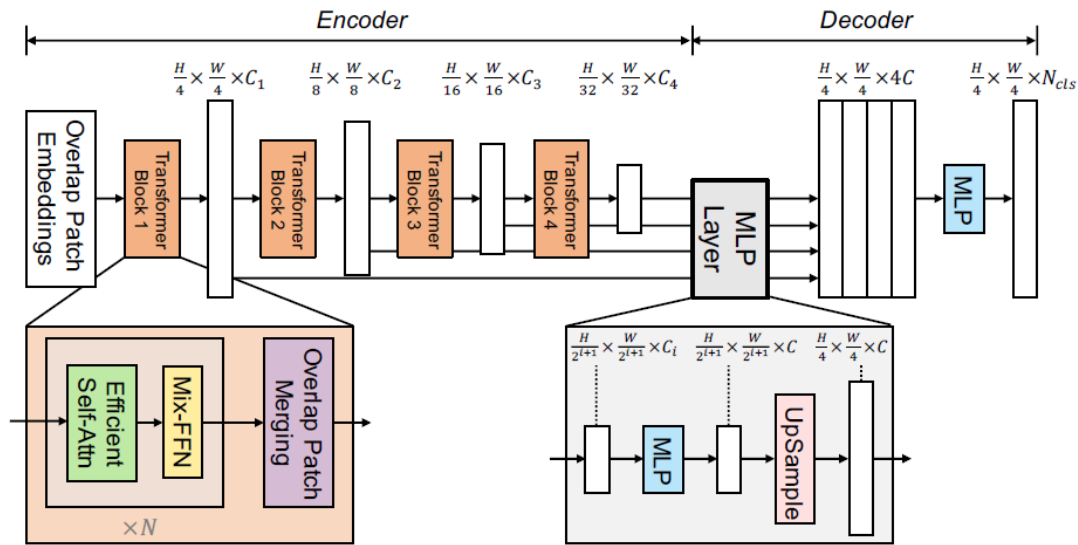 Encoder
Decoder
H/4 × W/4 × C₁
H/8 × W/8 × C₂
H/16 × W/16 × C₃
H/32 × W/32 × C₄
H/4 × W/4 × 4C
H/4 × W/4 × N_cls
Overlap Patch
Embeddings
Transformer
Block 1
Transformer
Block 2
Transformer
Block 3
Transformer
Block 4
MLP
Layer
MLP
Efficient
Self-Attn
Mix-FFN
Overlap Patch
Merging
×N
H/2^{i+1} × W/2^{i+1} × C_i
H/2^{i+1} × W/2^{i+1} × C
H/4 × W/4 × C
MLP
UpSample